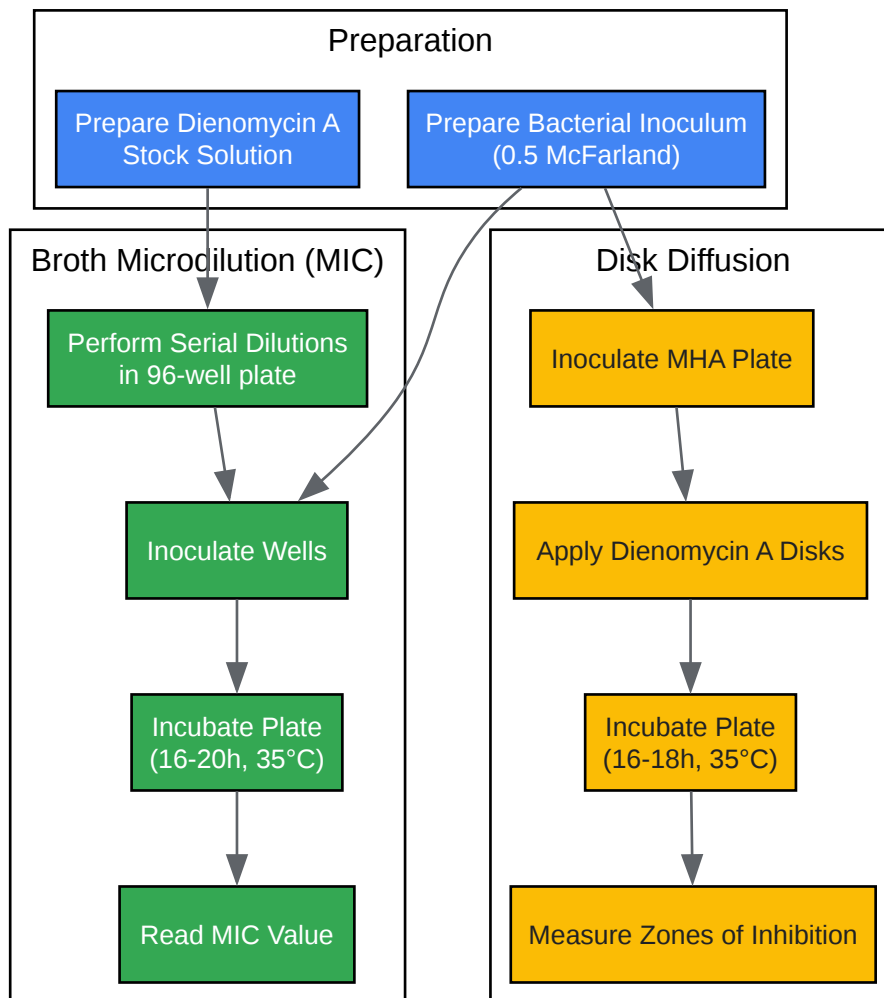 Preparation
Prepare Dienomycin A
Stock Solution
Prepare Bacterial Inoculum
(0.5 McFarland)
Broth Microdilution (MIC)
Perform Serial Dilutions
in 96-well plate
Inoculate Wells
Incubate Plate
(16-20h, 35°C)
Read MIC Value
Disk Diffusion
Inoculate MHA Plate
Apply Dienomycin A Disks
Incubate Plate
(16-18h, 35°C)
Measure Zones of Inhibition